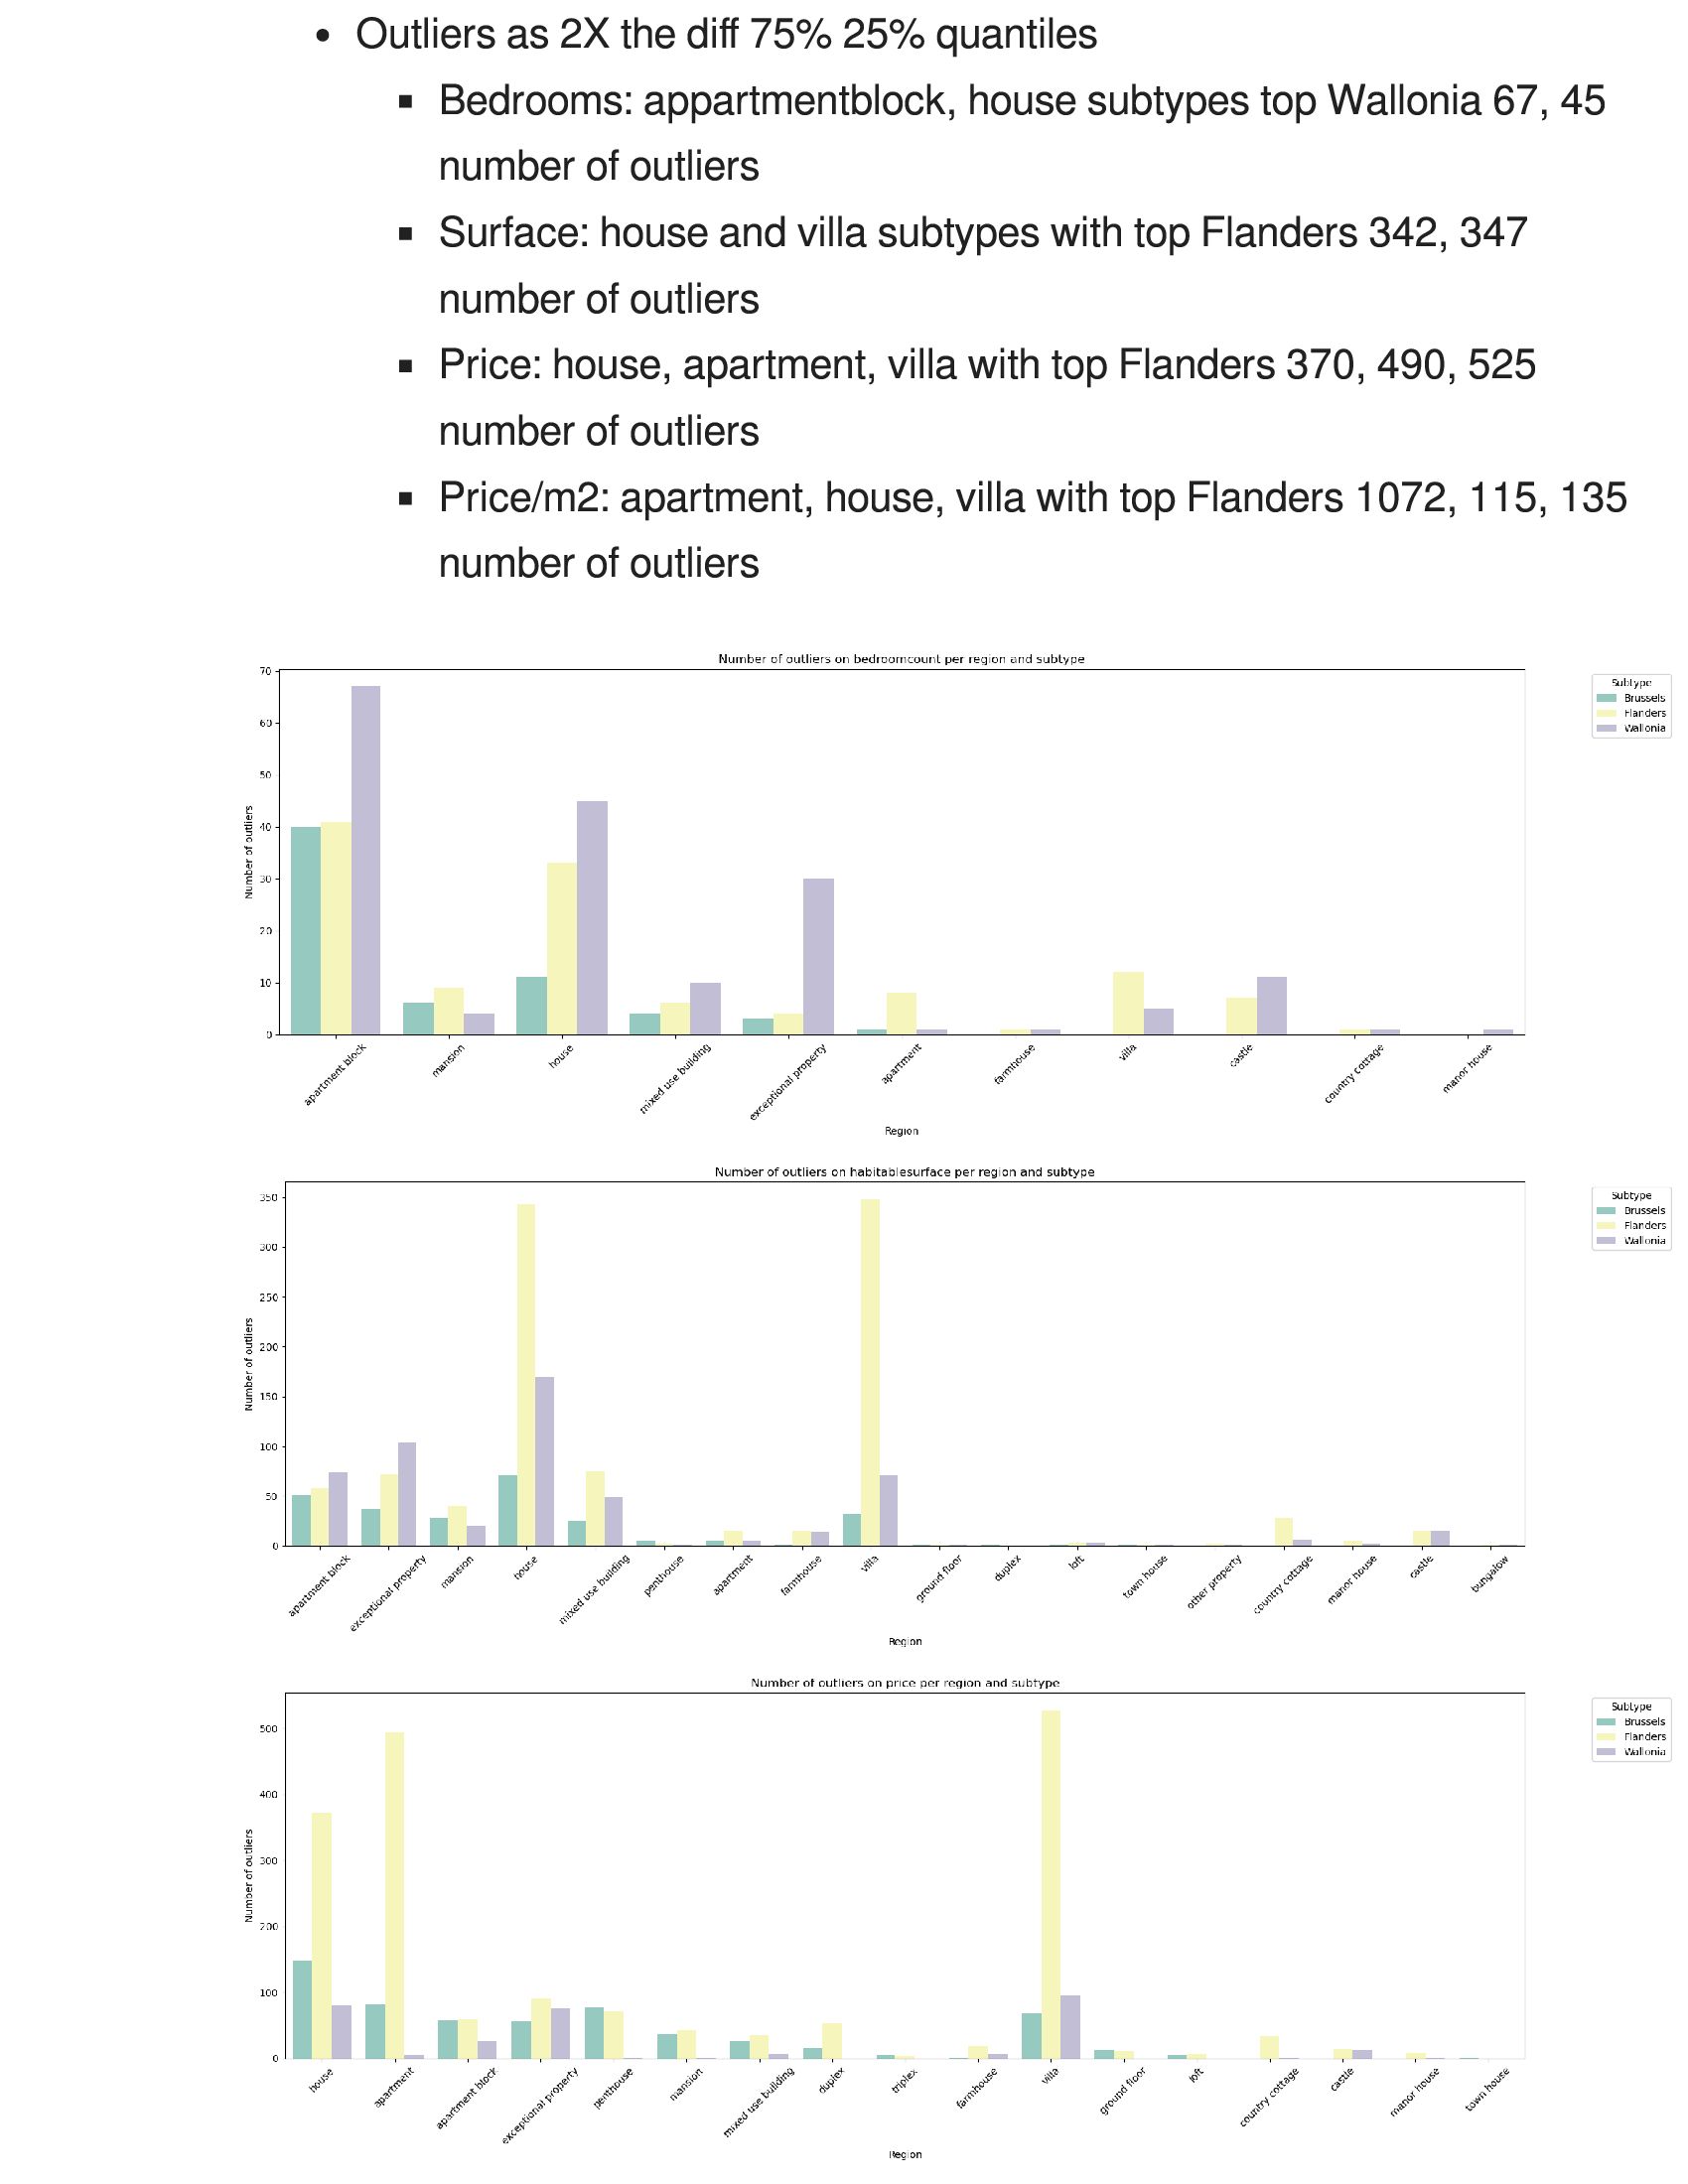 • Outliers as 2X the diff 75% 25% quantiles
▪ Bedrooms: appartmentblock, house subtypes top Wallonia 67, 45
number of outliers
▪ Surface: house and villa subtypes with top Flanders 342, 347
number of outliers
▪ Price: house, apartment, villa with top Flanders 370, 490, 525
number of outliers
▪ Price/m2: apartment, house, villa with top Flanders 1072, 115, 135
number of outliers
Number of outliers on bedroomcount per region and subtype
70
60
50
40
30
20
10
0
Number of outliers
apartment block
mansion
house
mixed use building
exceptional property
apartment
farmhouse
villa
castle
country cottage
manor house
Region
Subtype
Brussels
Flanders
Wallonia
Number of outliers on habitablesurface per region and subtype
350
300
250
200
150
100
50
0
Number of outliers
apartment block
exceptional property
mansion
house
mixed use building
penthouse
apartment
farmhouse
villa
ground floor
duplex
loft
town house
other property
country cottage
manor house
castle
bungalow
Region
Subtype
Brussels
Flanders
Wallonia
Number of outliers on price per region and subtype
500
400
300
200
100
0
Number of outliers
house
apartment
apartment block
exceptional property
penthouse
mansion
mixed use building
duplex
triplex
farmhouse
villa
ground floor
loft
country cottage
castle
manor house
town house
Region
Subtype
Brussels
Flanders
Wallonia